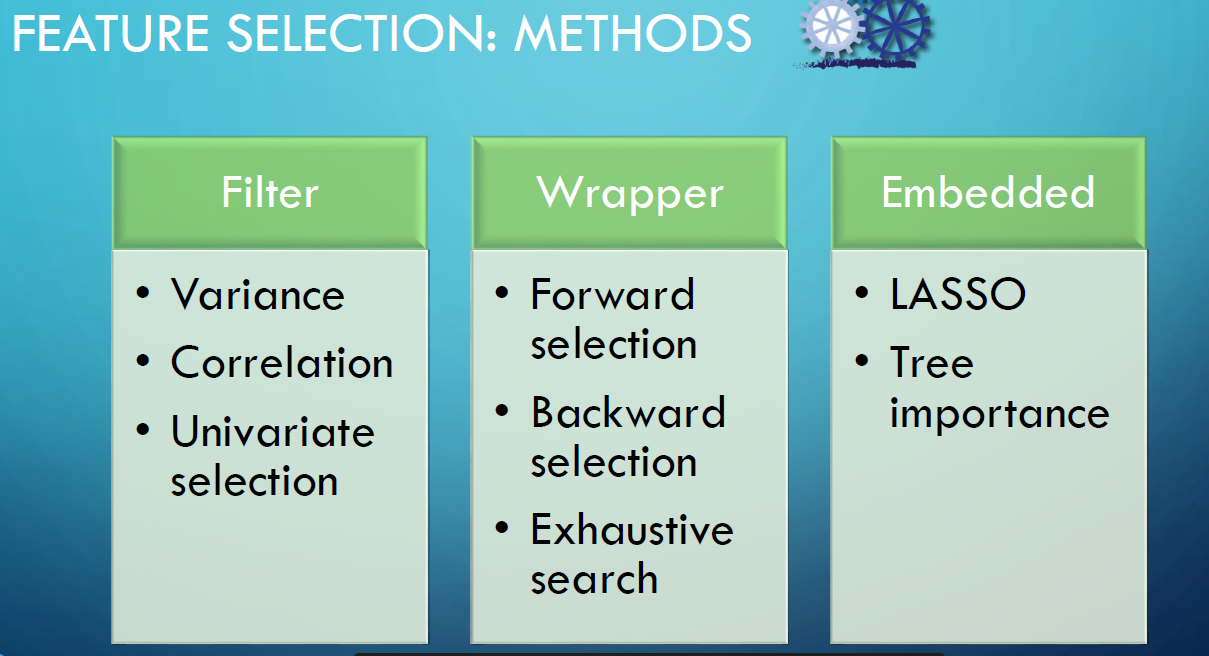 FEATURE SELECTION: METHODS
Filter
• Variance
• Correlation
• Univariate
selection
Wrapper
• Forward
selection
• Backward
selection
• Exhaustive
search
Embedded
• LASSO
• Tree
importance